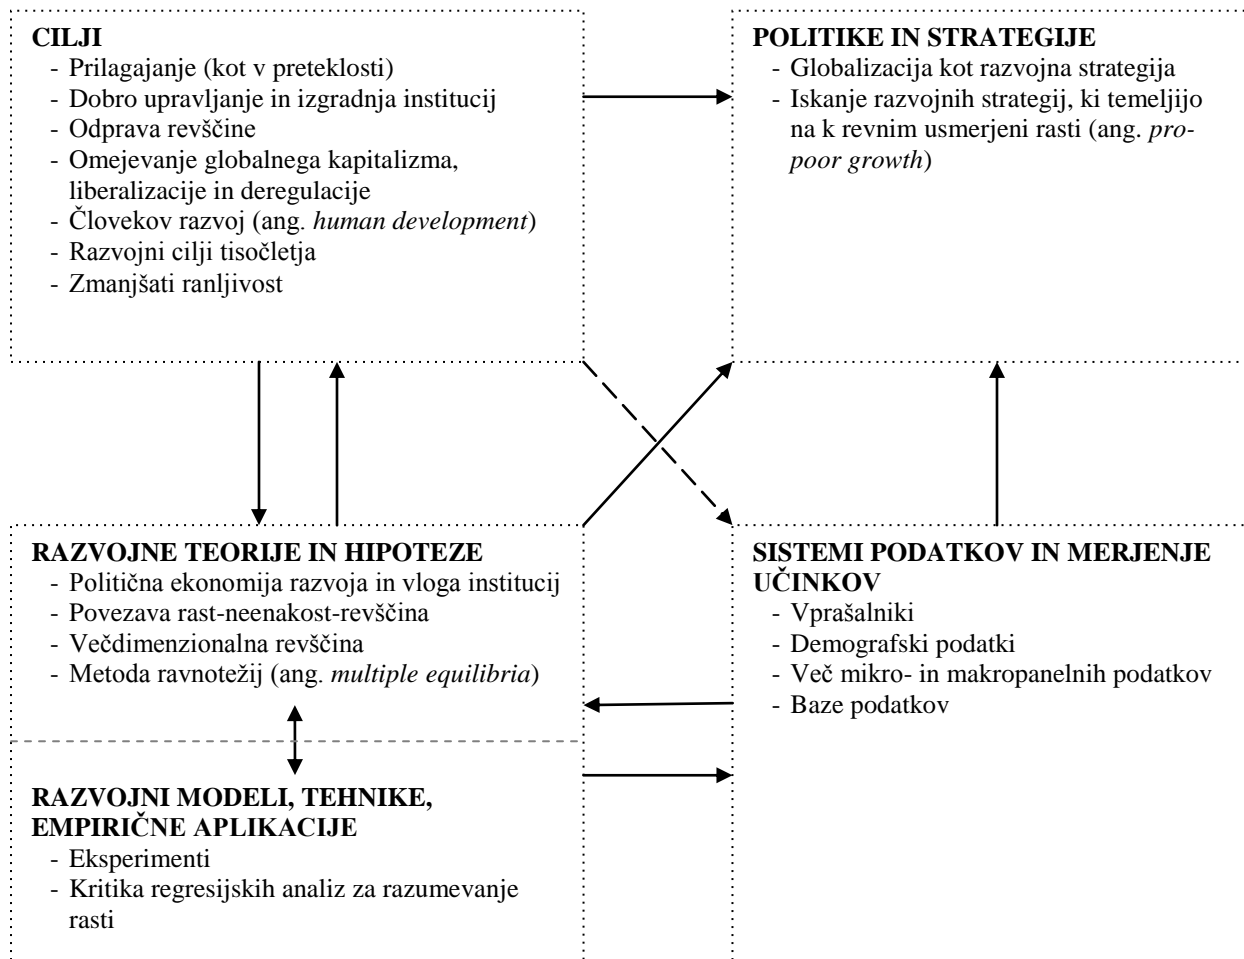 CILJI
- Prilagajanje (kot v preteklosti)
- Dobro upravljanje in izgradnja institucij
- Odprava revščine
- Omejevanje globalnega kapitalizma,
liberalizacije in deregulacije
- Človekov razvoj (ang. human development)
- Razvojni cilji tisočletja
- Zmanjšati ranljivost
POLITIKE IN STRATEGIJE
- Globalizacija kot razvojna strategija
- Iskanje razvojnih strategij, ki temeljijo
na k revnim usmerjeni rasti (ang. pro-
poor growth)
RAZVOJNE TEORIJE IN HIPOTEZE
- Politična ekonomija razvoja in vloga institucij
- Povezava rast-neenakost-revščina
- Večdimenzionalna revščina
- Metoda ravnotežij (ang. multiple equilibria)
RAZVOJNI MODELI, TEHNIKE,
EMPIRIČNE APLIKACIJE
- Eksperimenti
- Kritika regresijskih analiz za razumevanje
rasti
SISTEMI PODATKOV IN MERJENJE
UČINKOV
- Vprašalniki
- Demografski podatki
- Več mikro- in makropanelnih podatkov
- Baze podatkov